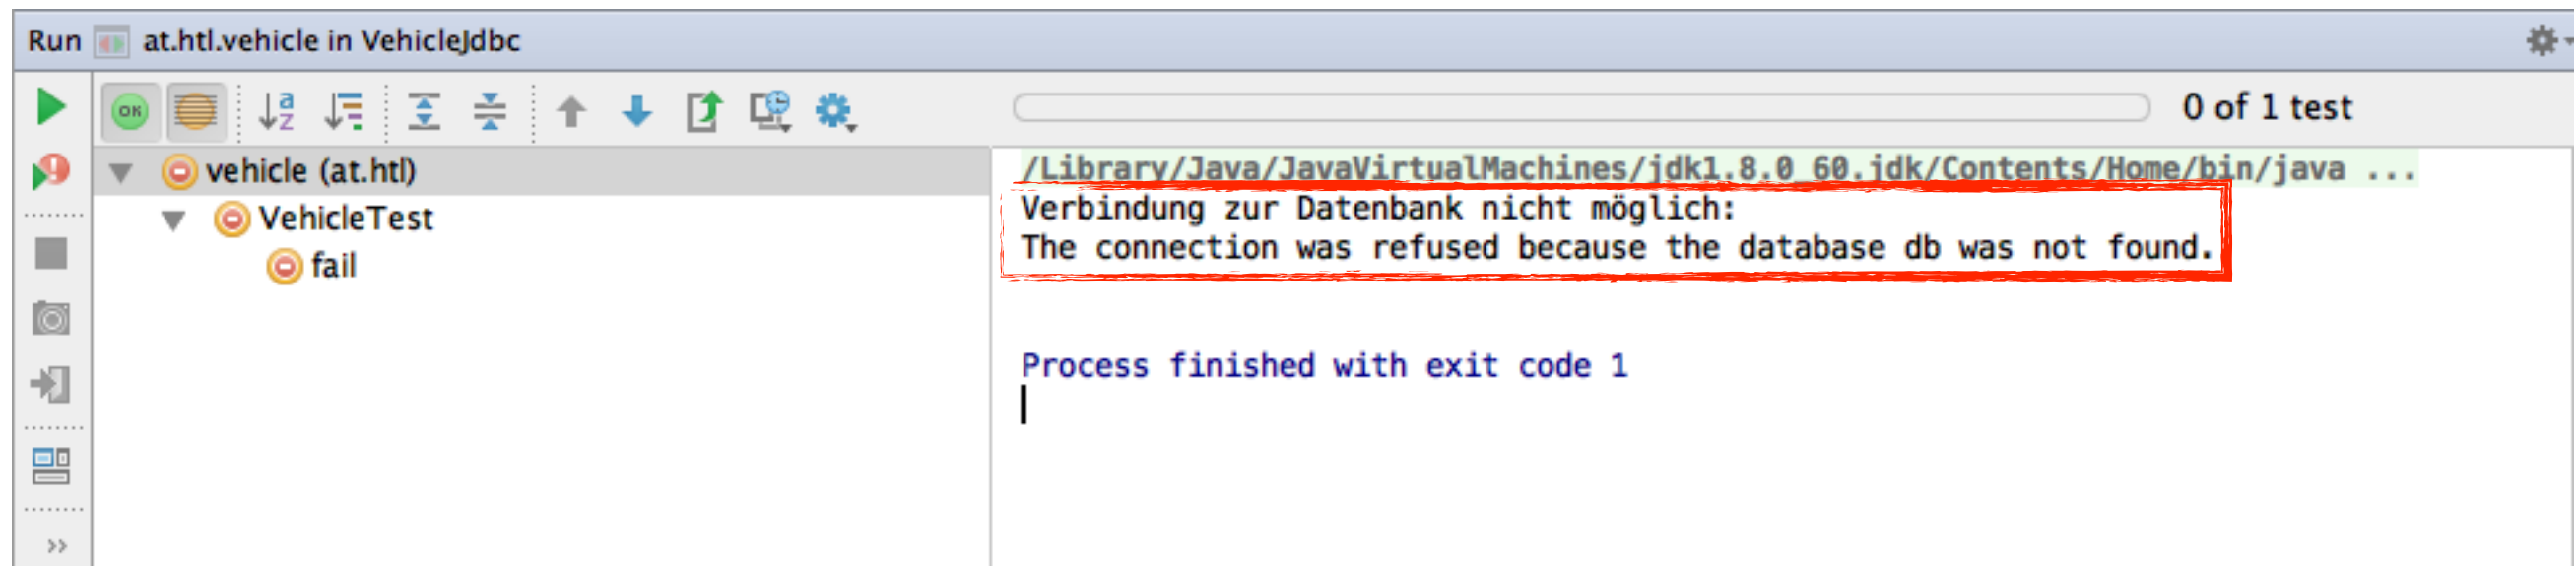 Run at.htl.vehicle in VehicleJdbc
OK a z 0 of 1 test
vehicle (at.htl)
VehicleTest
fail
/Library/Java/JavaVirtualMachines/jdk1.8.0_60.jdk/Contents/Home/bin/java ...
Verbindung zur Datenbank nicht möglich:
The connection was refused because the database db was not found.
Process finished with exit code 1